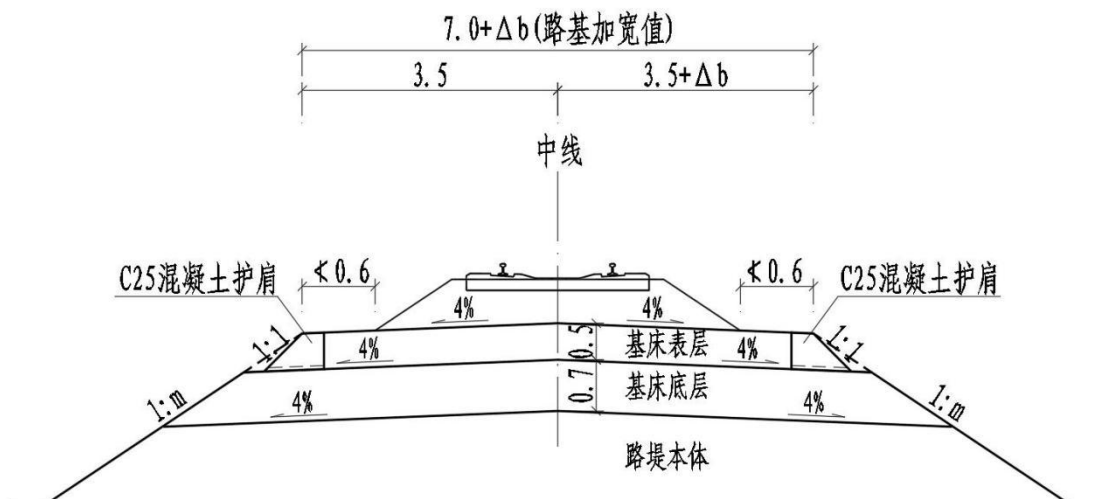 7.0+Δb(路基加宽值)
3.5
3.5+Δb
中线
C25混凝土护肩
≮0.6
≮0.6
C25混凝土护肩
4%
4%
1:1
4%
0.5
基床表层
4%
1:1
1:m
4%
0.7
基床底层
4%
1:m
路堤本体